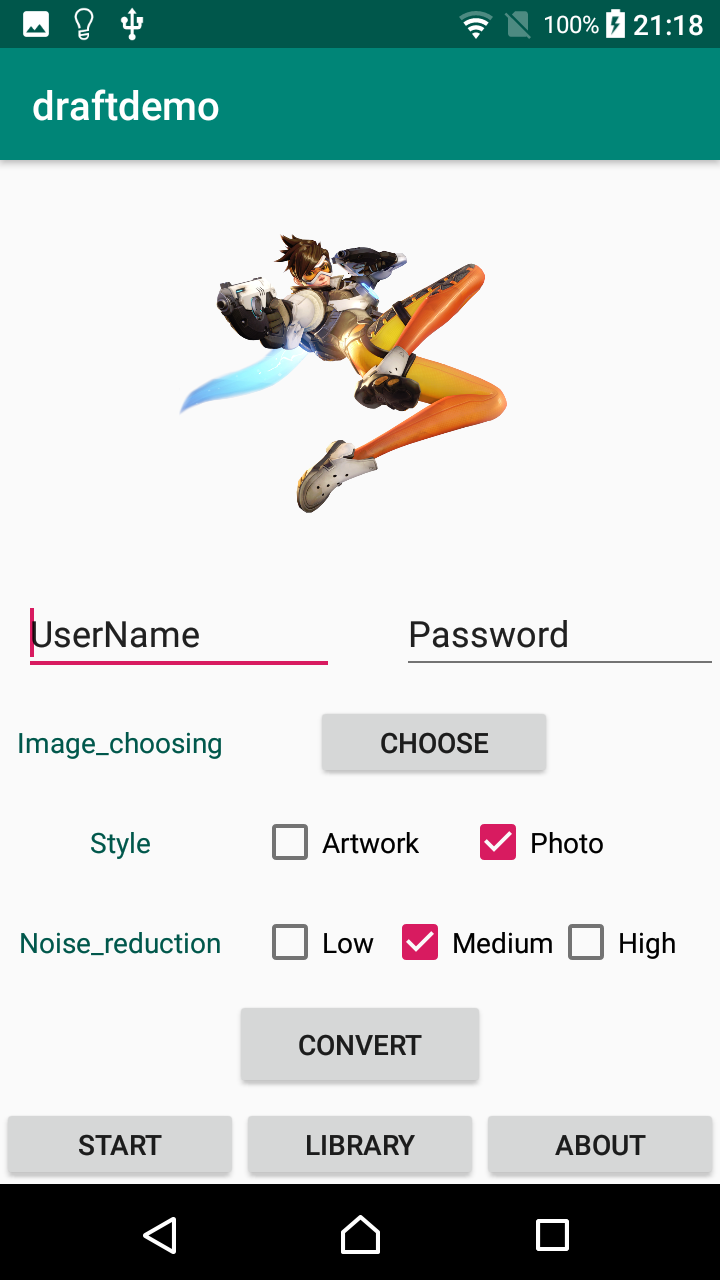 100% 21:18
draftdemo
UserName Password
Image_choosing CHOOSE
Style Artwork Photo
Noise_reduction Low Medium High
CONVERT
START LIBRARY ABOUT